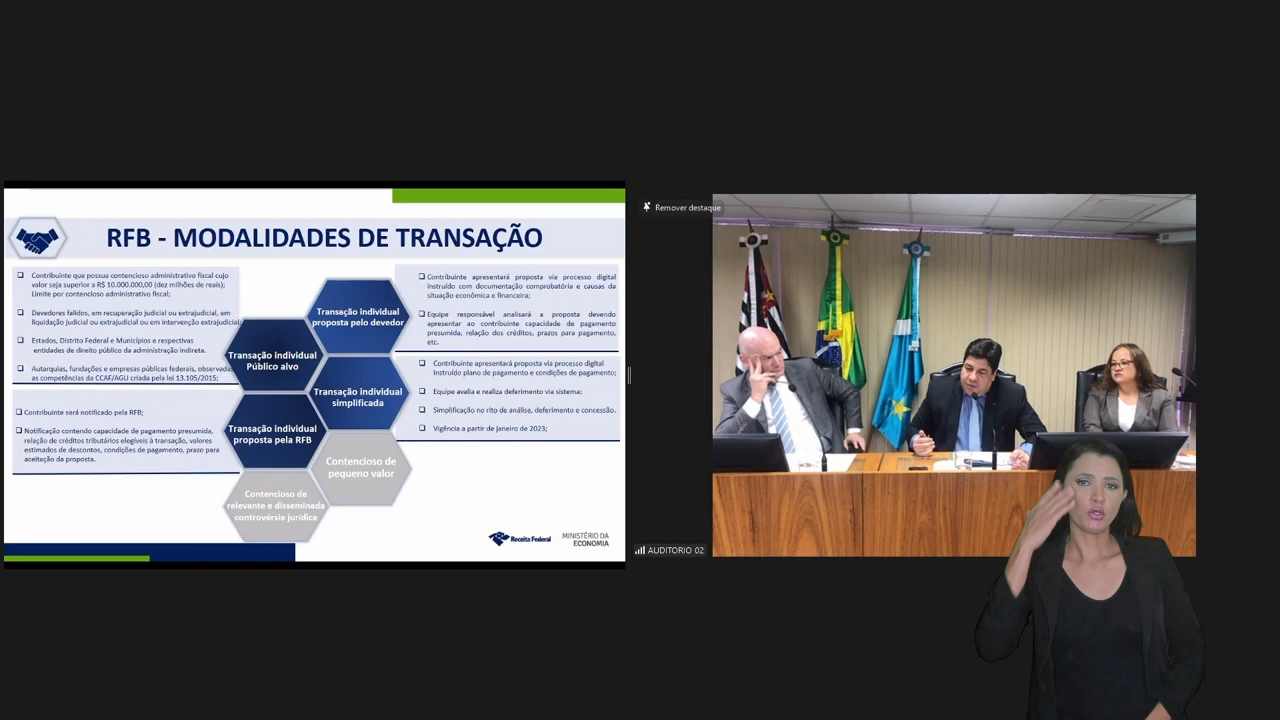 RFB - MODALIDADES DE TRANSAÇÃO
Contribuinte que possua contencioso administrativo fiscal cujo
valor seja superior a R$ 10.000.000,00 (dez milhões de reais);
Limite por contencioso administrativo fiscal;
Devedores falidos, em recuperação judicial ou extrajudicial, em
liquidação judicial ou extrajudicial ou em intervenção extrajudicial;
Estados, Distrito Federal e Municípios e respectivas
entidades de direito público da administração indireta.
Autarquias, fundações e empresas públicas federais, observadas
as competências da CCAF/AGU criada pela lei 13.105/2015;
Contribuinte será notificado pela RFB;
Notificação contendo capacidade de pagamento presumida,
relação de créditos tributários elegíveis à transação, valores
estimados de descontos, condições de pagamento, prazo para
aceitação da proposta.
Transação individual
proposta pelo devedor
Transação individual
Público alvo
Transação individual
simplificada
Transação individual
proposta pela RFB
Contencioso de
pequeno valor
Contencioso de
relevante e disseminada
controvérsia jurídica
Contribuinte apresentará proposta via processo digital
instruído com documentação comprobatória e causas da
situação econômica e financeira;
Equipe responsável analisará a proposta devendo
apresentar ao contribuinte capacidade de pagamento
presumida, relação dos créditos, prazos para pagamento,
etc.
Contribuinte apresentará proposta via processo digital
instruído plano de pagamento e condições de pagamento;
Equipe avalia e realiza deferimento via sistema;
Simplificação no rito de análise, deferimento e concessão.
Vigência a partir de Janeiro de 2023;
Receita Federal
MINISTÉRIO DA
ECONOMIA
Remover destaque
AUDITORIO 02